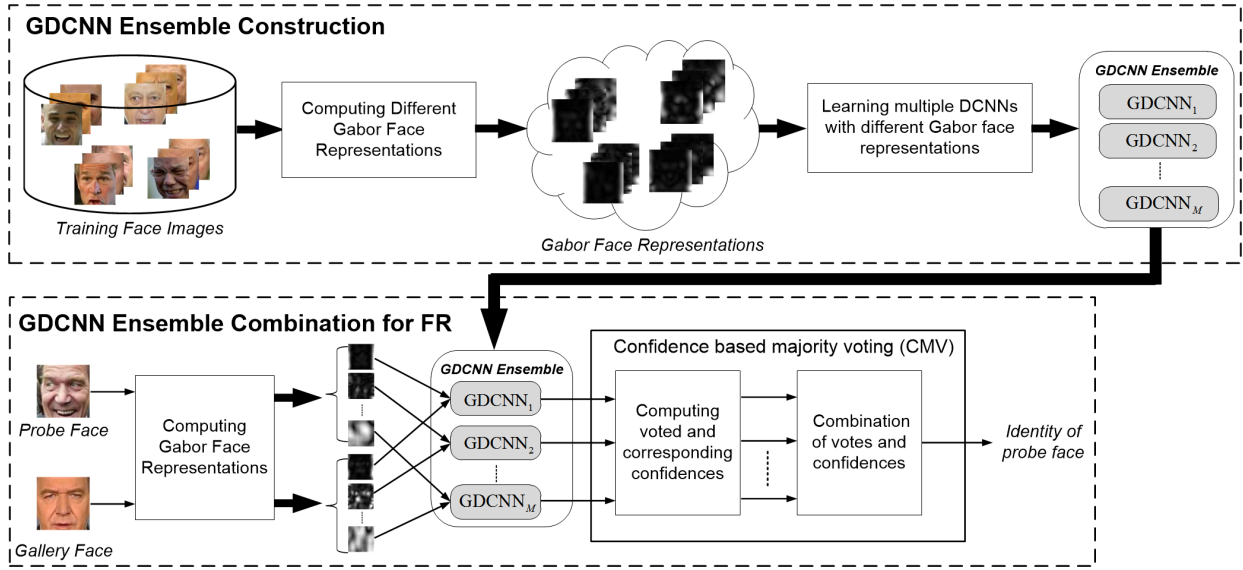 GDCNN Ensemble Construction
Training Face Images
Computing Different
Gabor Face
Representations
Gabor Face Representations
Learning multiple DCNNs
with different Gabor face
representations
GDCNN Ensemble
GDCNN1
GDCNN2
GDCNNM
GDCNN Ensemble Combination for FR
Probe Face
Gallery Face
Computing
Gabor Face
Representations
GDCNN Ensemble
GDCNN1
GDCNN2
GDCNNM
Confidence based majority voting (CMV)
Computing
voted and
corresponding
confidences
Combination
of votes and
confidences
Identity of
probe face